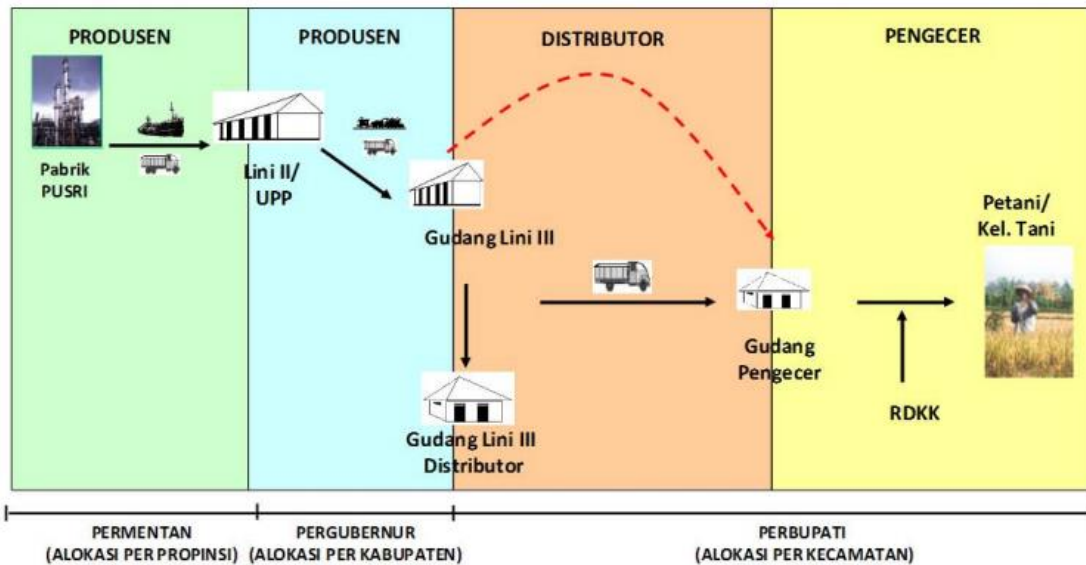 PRODUSEN
PRODUSEN
DISTRIBUTOR
PENGECER
Pabrik
PUSRI
Lini II/
UPP
Gudang Lini III
Gudang Lini III
Distributor
Gudang
Pengecer
Petani/
Kel. Tani
RDKK
PERMENTAN
(ALOKASI PER PROPINSI)
PERGUBERNUR
(ALOKASI PER KABUPATEN)
PERBUPATI
(ALOKASI PER KECAMATAN)